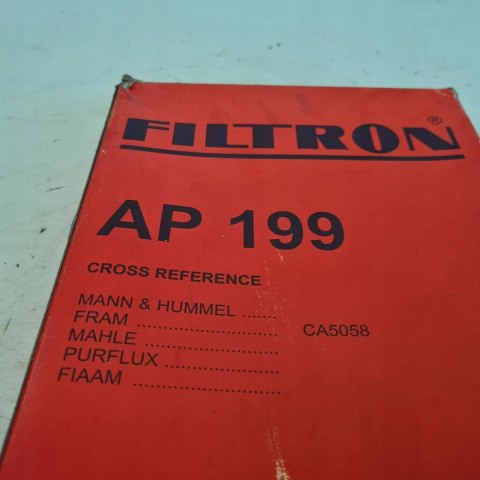 FILTRON®
AP 199
CROSS REFERENCE
MANN & HUMMEL ......
FRAM ........................ CA5058
MAHLE .......................
PURFLUX ...................
FIAAM ........................